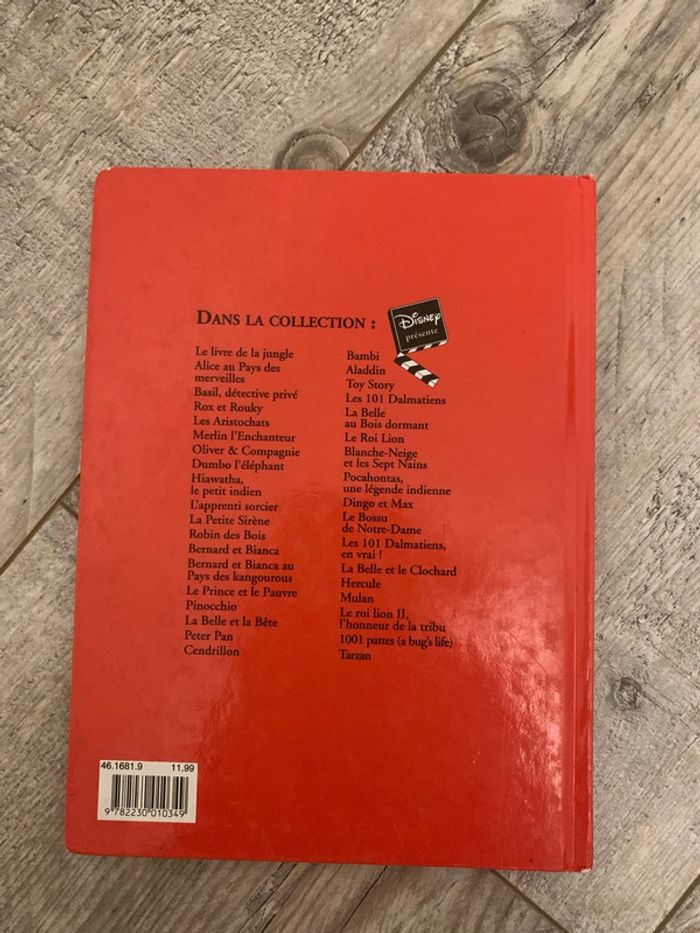 DANS LA COLLECTION :
DISNEY
présente
Le livre de la jungle
Alice au Pays des
merveilles
Basil, détective privé
Rox et Rouky
Les Aristochats
Merlin l'Enchanteur
Oliver & Compagnie
Dumbo l'éléphant
Hiawatha,
le petit indien
L'apprenti sorcier
La Petite Sirène
Robin des Bois
Bernard et Bianca
Bernard et Bianca au
Pays des kangourous
Le Prince et le Pauvre
Pinocchio
La Belle et la Bête
Peter Pan
Cendrillon
Bambi
Aladdin
Toy Story
Les 101 Dalmatiens
La Belle
au Bois dormant
Le Roi Lion
Blanche-Neige
et les Sept Nains
Pocahontas,
une légende indienne
Dingo et Max
Le Bossu
de Notre-Dame
Les 101 Dalmatiens,
en vrai !
La Belle et le Clochard
Hercule
Mulan
Le roi lion II,
l'honneur de la tribu
1001 pattes (a bug's life)
Tarzan
46.1681.9 11.99
9 782230 010349